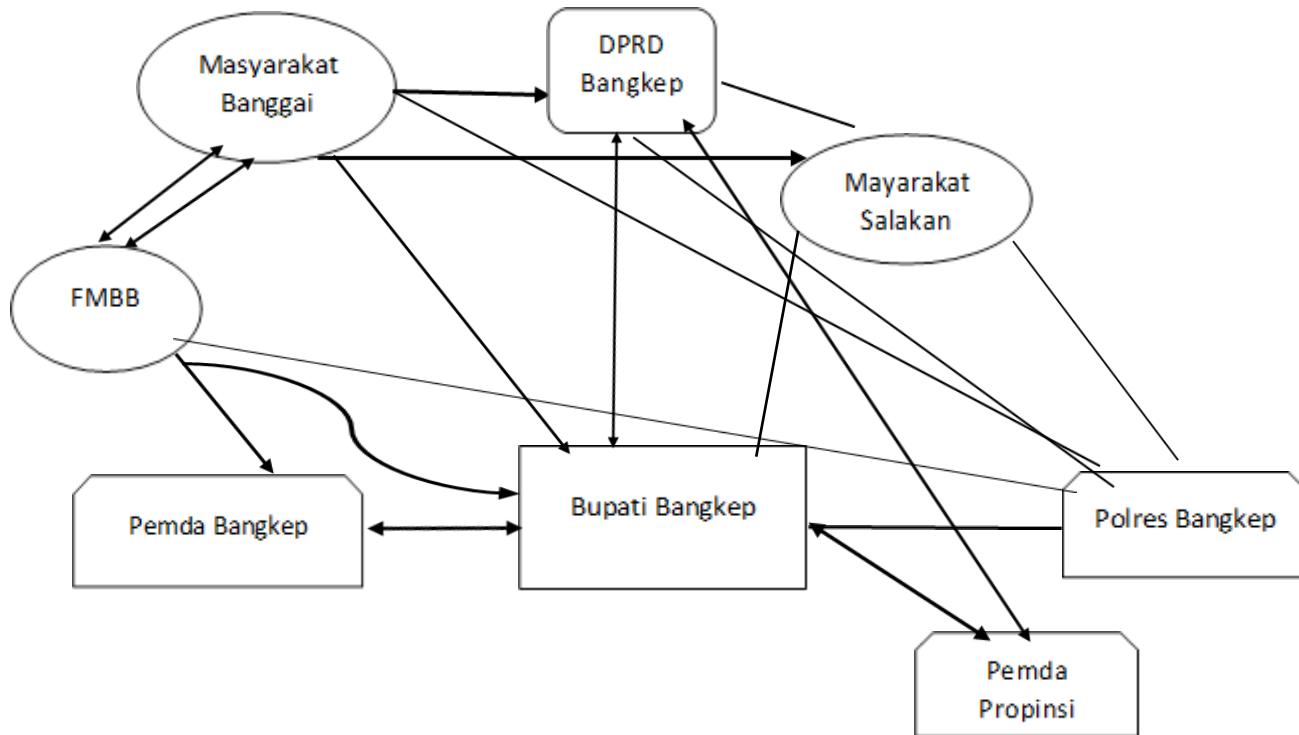 Masyarakat
Banggai
DPRD
Bangkep
Mayarakat
Salakan
FMBB
Pemda Bangkep
Bupati Bangkep
Polres Bangkep
Pemda
Propinsi